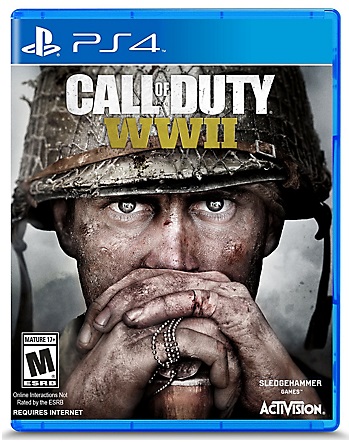 PS4
CALL OF DUTY
WWII
MATURE 17+
M
ESRB
Online Interactions Not
Rated by the ESRB
REQUIRES INTERNET
SLEDGEHAMMER
GAMES™
ACTIVISION®